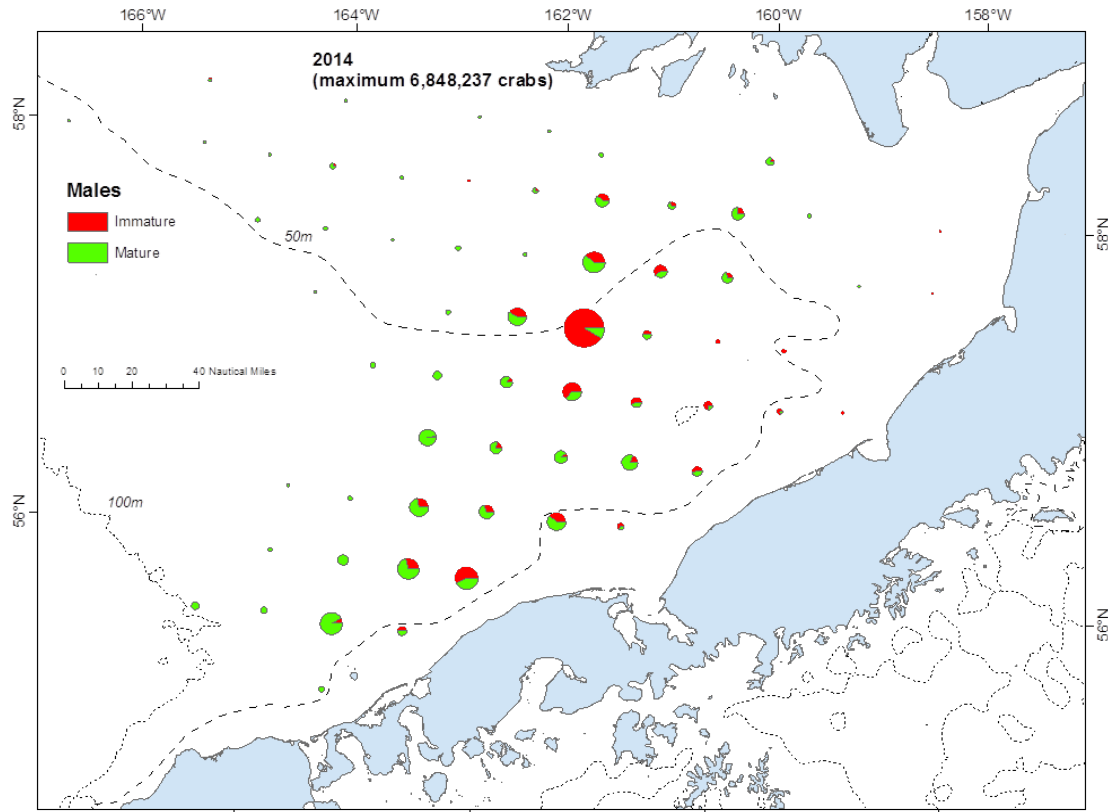 166°W 164°W 162°W 160°W 158°W
2014
(maximum 6,848,237 crabs)
58°N
Males
Immature
Mature
50m
58°N
0 10 20 40 Nautical Miles
100m
56°N
56°N